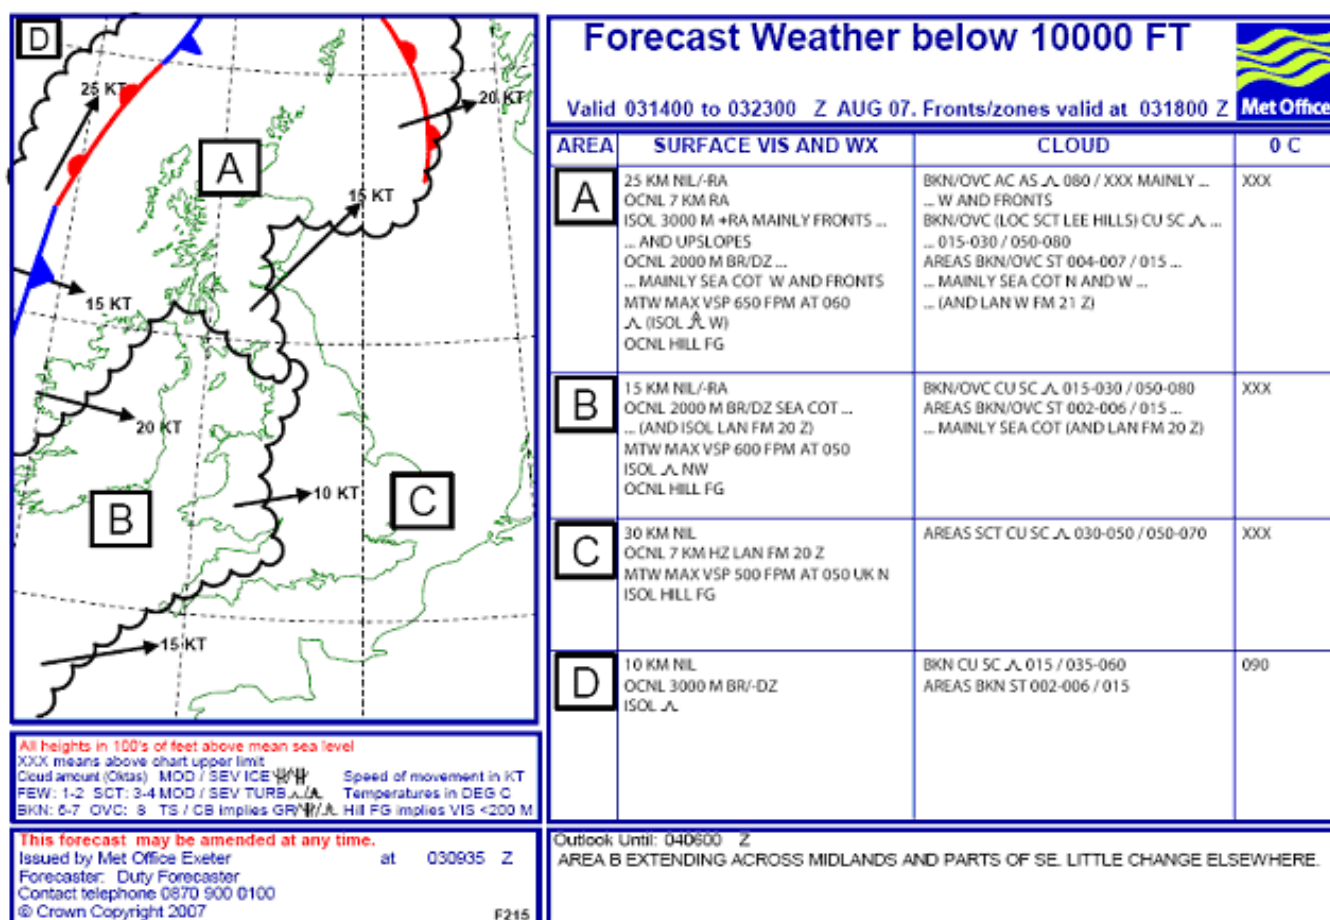 D
25 KT
20 KT
A
15 KT
15 KT
20 KT
10 KT
B
C
15 KT
Forecast Weather below 10000 FT
Valid 031400 to 032300 Z AUG 07. Fronts/zones valid at 031800 Z
Met Office
AREA SURFACE VIS AND WX CLOUD 0 C
A
25 KM NIL/-RA
OCNL 7 KM RA
ISOL 3000 M +RA MAINLY FRONTS ...
... AND UPSLOPES
OCNL 2000 M BR/DZ ...
... MAINLY SEA COT W AND FRONTS
MTW MAX VSP 650 FPM AT 060
(ISOL W)
OCNL HILL FG
BKN/OVC AC AS 080 / XXX MAINLY ...
... W AND FRONTS
BKN/OVC (LOC SCT LEE HILLS) CU SC ...
... 015-030 / 050-080
AREAS BKN/OVC ST 004-007 / 015 ...
... MAINLY SEA COT N AND W ...
... (AND LAN W FM 21 Z)
XXX
B
15 KM NIL/-RA
OCNL 2000 M BR/DZ SEA COT ...
... (AND ISOL LAN FM 20 Z)
MTW MAX VSP 600 FPM AT 050
ISOL NW
OCNL HILL FG
BKN/OVC CU SC 015-030 / 050-080
AREAS BKN/OVC ST 002-006 / 015 ...
... MAINLY SEA COT (AND LAN FM 20 Z)
XXX
C
30 KM NIL
OCNL 7 KM HZ LAN FM 20 Z
MTW MAX VSP 500 FPM AT 050 UK N
ISOL HILL FG
AREAS SCT CU SC 030-050 / 050-070
XXX
D
10 KM NIL
OCNL 3000 M BR/-DZ
ISOL
BKN CU SC 015 / 035-060
AREAS BKN ST 002-006 / 015
090
All heights in 100's of feet above mean sea level
XXX means above chart upper limit
Cloud amount (Oktas) MOD / SEV ICE / Speed of movement in KT
FEW: 1-2 SCT: 3-4 MOD / SEV TURB / Temperatures in DEG C
BKN: 5-7 OVC: 8 TS / CB implies GR/ / Hill FG implies VIS <200 M
This forecast may be amended at any time.
Issued by Met Office Exeter at 030935 Z
Forecaster: Duty Forecaster
Contact telephone 0870 900 0100
© Crown Copyright 2007
F215
Outlook Until: 040600 Z
AREA B EXTENDING ACROSS MIDLANDS AND PARTS OF SE. LITTLE CHANGE ELSEWHERE.